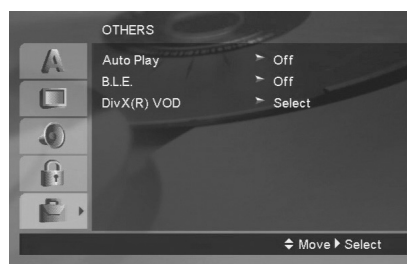 OTHERS
Auto Play Off
B.L.E. Off
DivX(R) VOD Select
Move Select